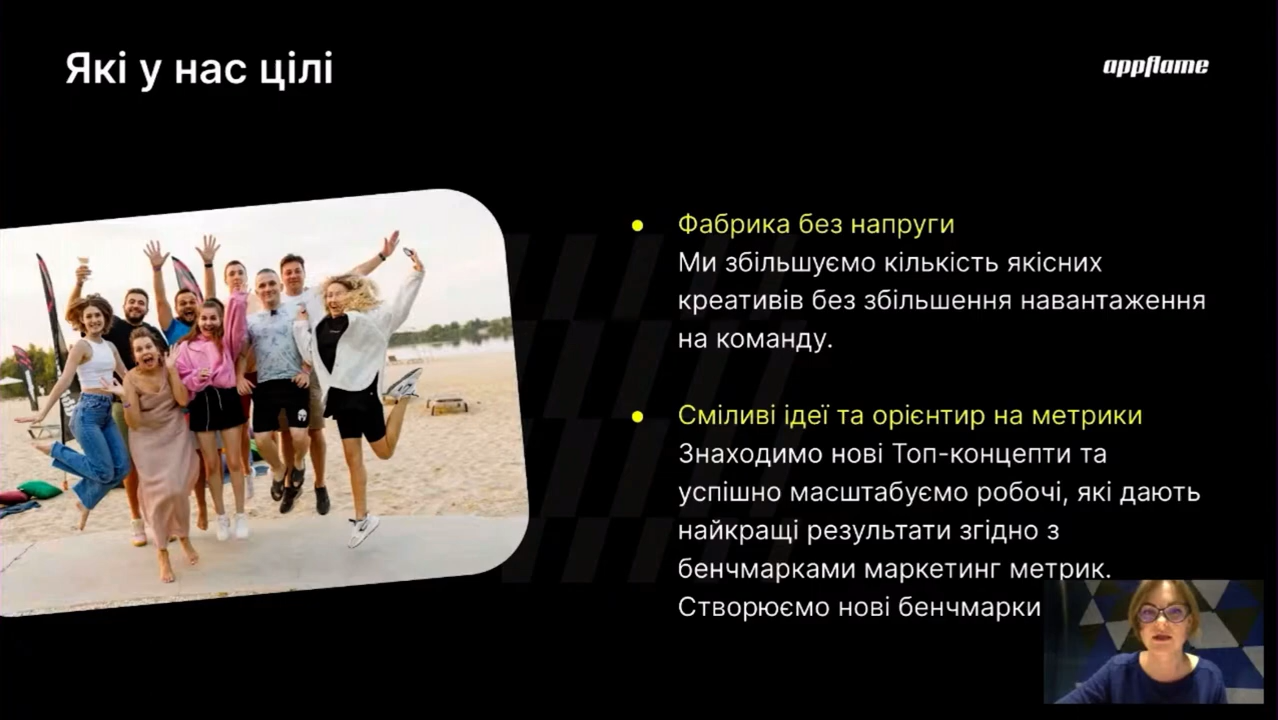 Які у нас цілі
appflame
Фабрика без напруги
Ми збільшуємо кількість якісних
креативів без збільшення навантаження
на команду.
Сміливі ідеї та орієнтир на метрики
Знаходимо нові Топ-концепти та
успішно масштабуємо робочі, які дають
найкращі результати згідно з
бенчмарками маркетинг метрик.
Створюємо нові бенчмарки